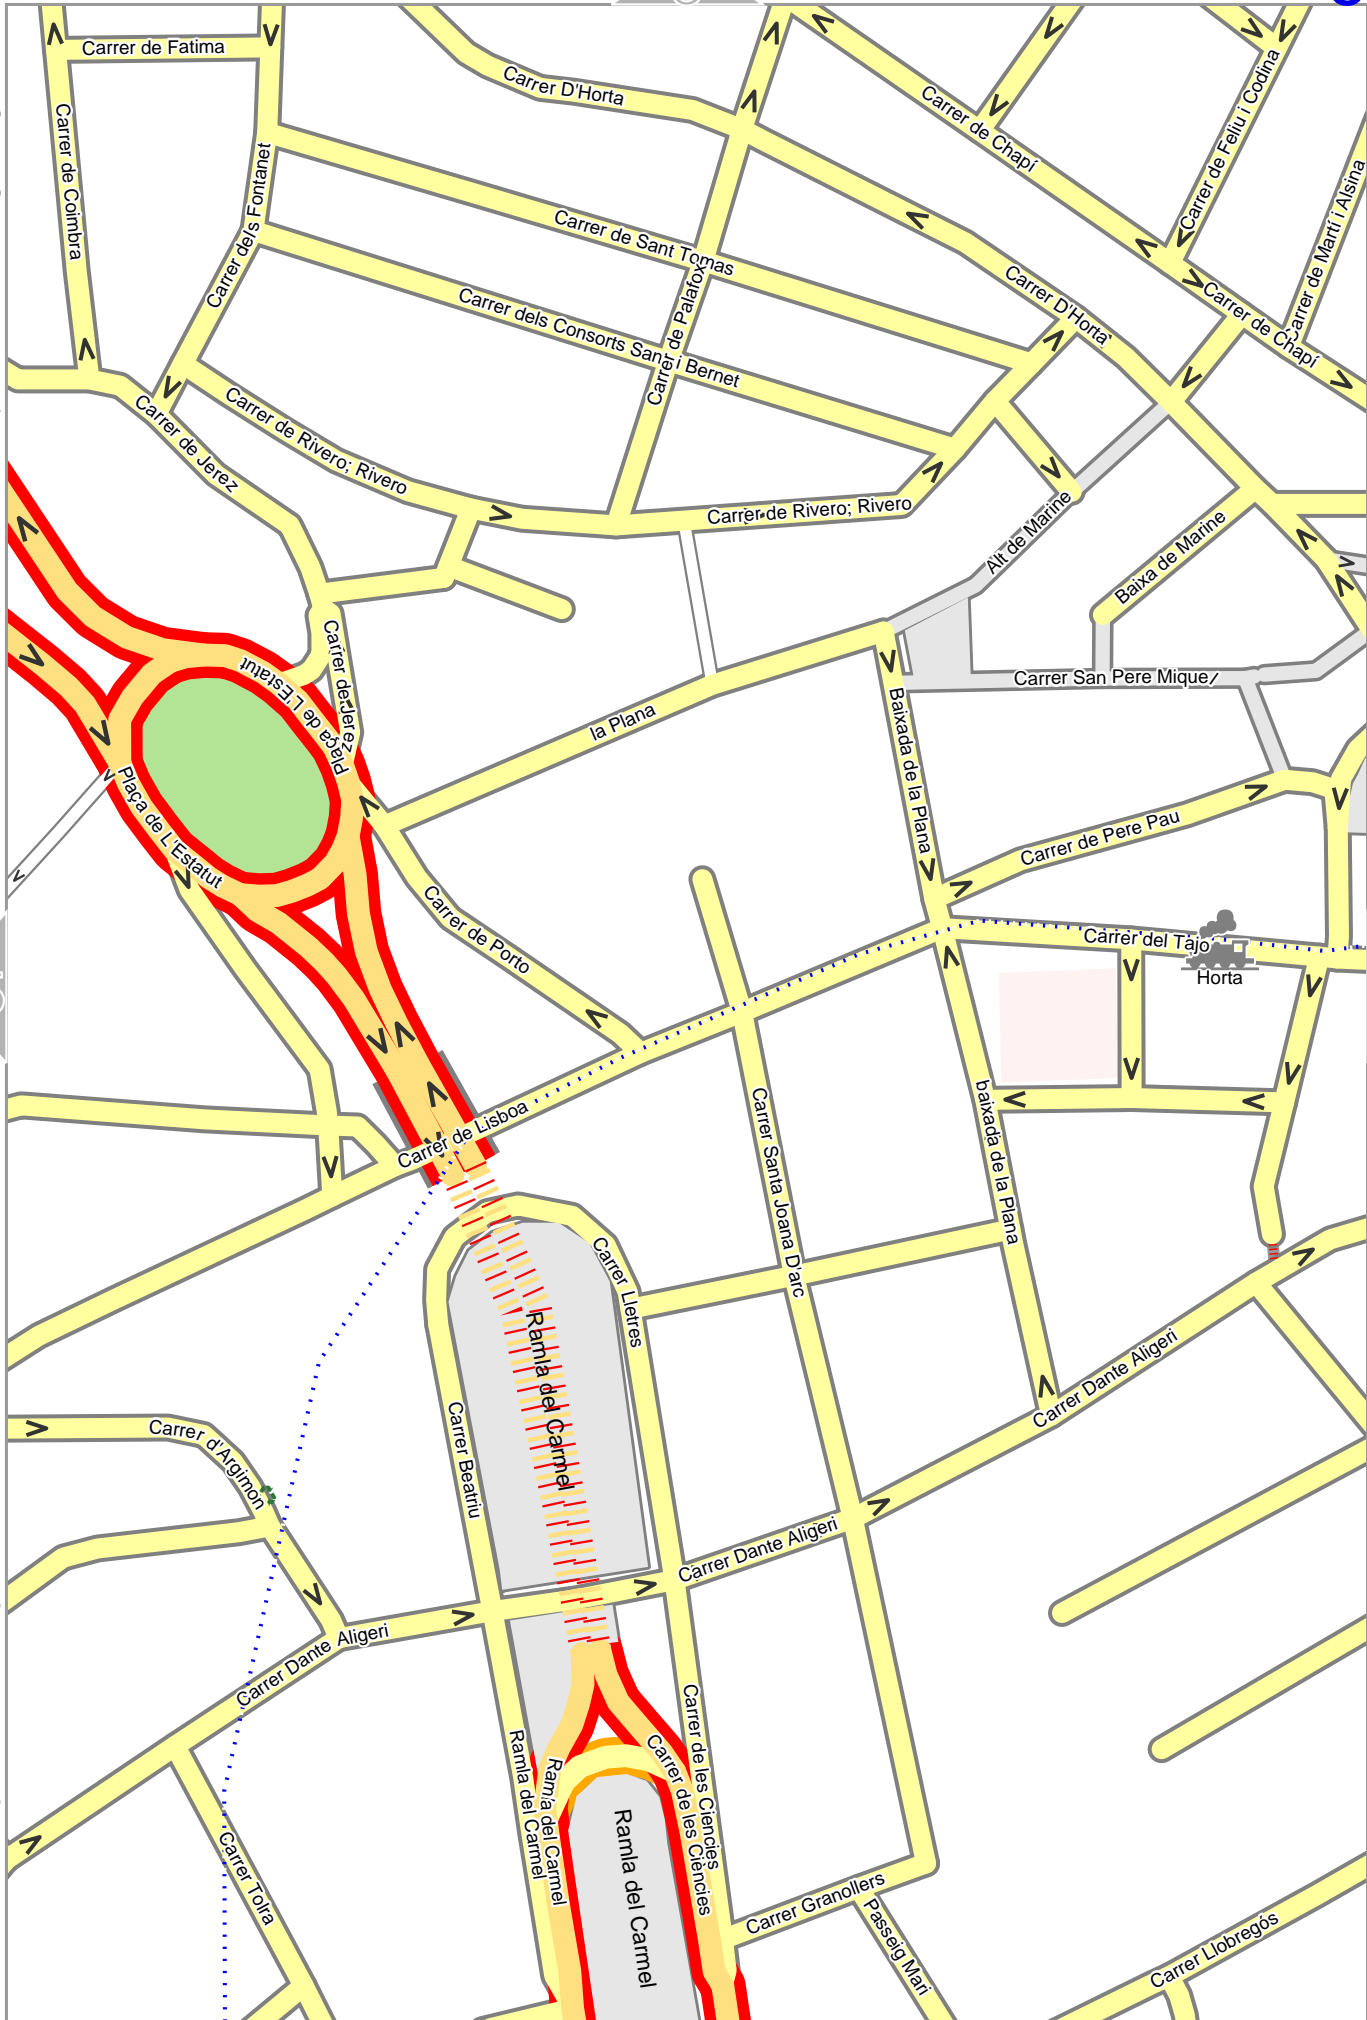 Carrer de Fatima
Carrer D'Horta
Carrer de Chapí
Carrer de Feliu i Codina
Carrer de Coimbra
Carrer dels Fontanet
Carrer de Martí i Alsina
Carrer de Sant Tomas
Carrer D'Horta
Carrer de Chapí
Carrer dels Consorts Sans i Bernet
Carrer de Palafox
Carrer de Jerez
Carrer de Rivero; Rivero
Carrer de Rivero; Rivero
Alt de Marine
Baixa de Marine
Carrer de Jerez
Plaça de L'Estatut
Carrer San Pere Mique
la Plana
Baixada de la Plana
Plaça de L'Estatut
Carrer de Pere Pau
Carrer de Porto
Carrer del Tajo
Horta
Carrer de Lisboa
Carrer Santa Joana D'arc
baixada de la Plana
Carrer Lletres
Ramla del Carmel
Carrer Dante Aligeri
Carrer d'Argimon
Carrer Beatriu
Carrer Dante Aligeri
Carrer Dante Aligeri
Carrer de les Ciencies
Carrer de les Ciències
Ramla del Carmel
Ramla del Carmel
Ramla del Carmel
Carrer Tolra
Carrer Granollers
Passeig Mari
Carrer Llobregós